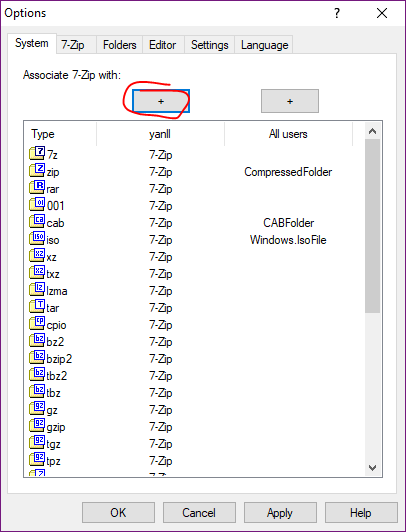 Options
?
System 7-Zip Folders Editor Settings Language
Associate 7-Zip with:
+ +
Type yanll All users
7z 7-Zip
zip 7-Zip CompressedFolder
rar 7-Zip
001 7-Zip
cab 7-Zip CABFolder
iso 7-Zip Windows.IsoFile
xz 7-Zip
txz 7-Zip
lzma 7-Zip
tar 7-Zip
cpio 7-Zip
bz2 7-Zip
bzip2 7-Zip
tbz2 7-Zip
tbz 7-Zip
gz 7-Zip
gzip 7-Zip
tgz 7-Zip
tpz 7-Zip
OK Cancel Apply Help